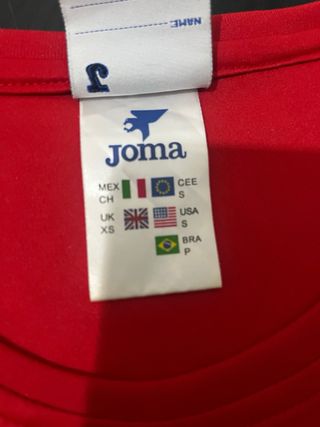 NAME:
J
Joma
MEX CEE
CH S
UK USA
XS S
BRA
P